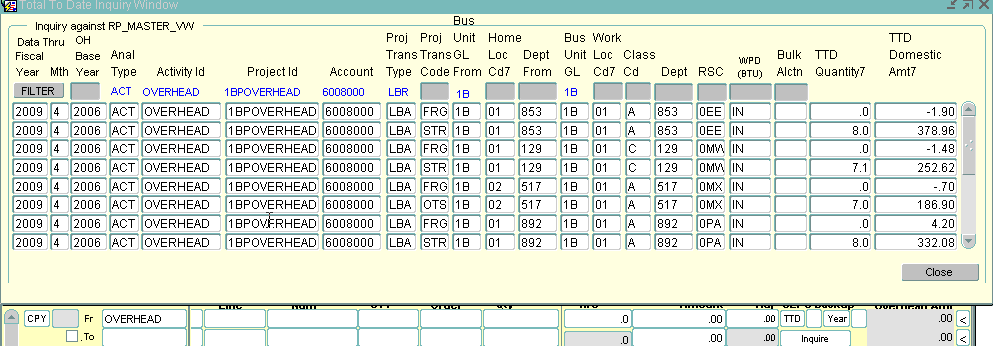 Total To Date Inquiry Window
Inquiry against RP_MASTER_VW
Data Thru Fiscal Year Mth OH Base Year Anal Type Activity Id Project Id Account Proj Trans Type Proj Trans Code Bus Unit GL From Home Loc Cd7 Dept From Bus Unit GL Work Loc Cd7 Class Cd Dept RSC WPD (BTU) Bulk Alctn TTD Quantity7 TTD Domestic Amt7
FILTER ACT OVERHEAD 1BPOVERHEAD 6008000 LBR 1B 1B
2009 4 2006 ACT OVERHEAD 1BPOVERHEAD 6008000 LBA FRG 1B 01 853 1B 01 A 853 0EE IN .0 -1.90
2009 4 2006 ACT OVERHEAD 1BPOVERHEAD 6008000 LBA STR 1B 01 853 1B 01 A 853 0EE IN 8.0 378.96
2009 4 2006 ACT OVERHEAD 1BPOVERHEAD 6008000 LBA FRG 1B 01 129 1B 01 C 129 0MW IN .0 -1.48
2009 4 2006 ACT OVERHEAD 1BPOVERHEAD 6008000 LBA STR 1B 01 129 1B 01 C 129 0MW IN 7.1 252.62
2009 4 2006 ACT OVERHEAD 1BPOVERHEAD 6008000 LBA FRG 1B 02 517 1B 01 A 517 0MX IN .0 -.70
2009 4 2006 ACT OVERHEAD 1BPOVERHEAD 6008000 LBA OTS 1B 02 517 1B 01 A 517 0MX IN 7.0 186.90
2009 4 2006 ACT OVERHEAD 1BPOVERHEAD 6008000 LBA FRG 1B 01 892 1B 01 A 892 0PA IN .0 4.20
2009 4 2006 ACT OVERHEAD 1BPOVERHEAD 6008000 LBA STR 1B 01 892 1B 01 A 892 0PA IN 8.0 332.08
Close
Line Num Order Qty Hrs Amount Overhead Amt
CPY Fr OVERHEAD .0 .00 .00 TTD Year .00 <
.To .0 .00 .00 Inquire .00 <